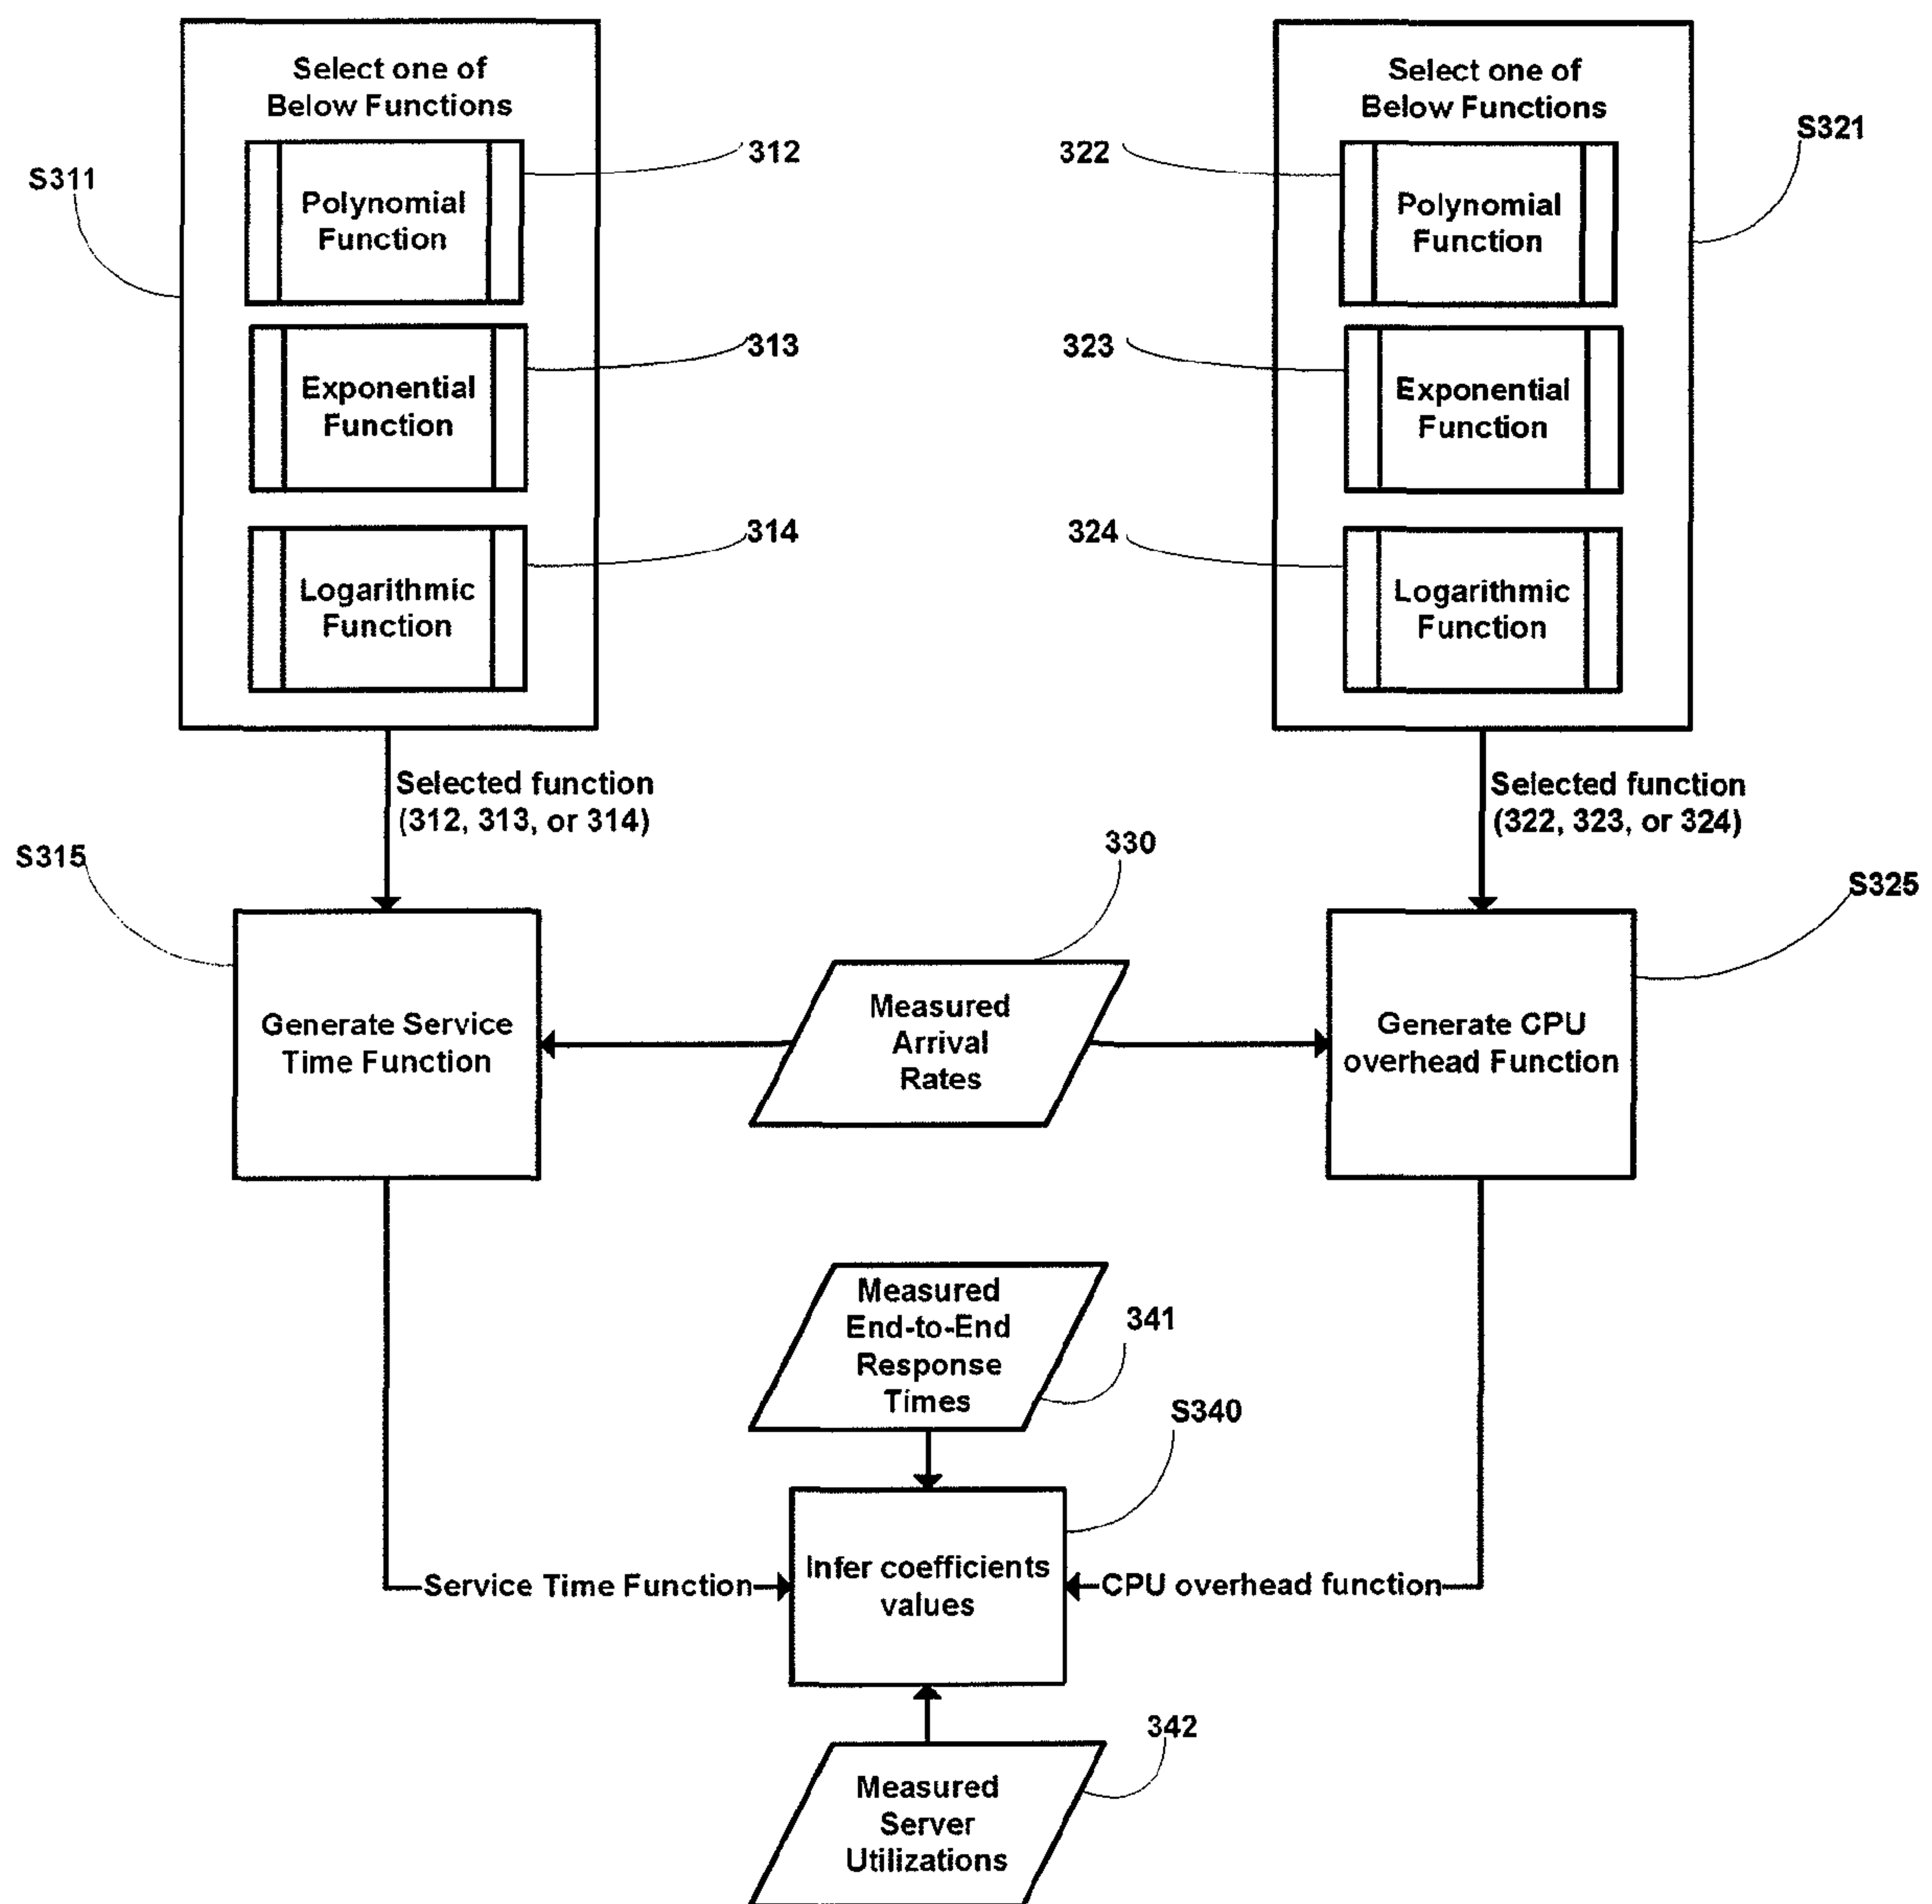 Select one of
Below Functions
S311
312
Polynomial
Function
313
Exponential
Function
314
Logarithmic
Function
Selected function
(312, 313, or 314)
Select one of
Below Functions
S321
322
Polynomial
Function
323
Exponential
Function
324
Logarithmic
Function
Selected function
(322, 323, or 324)
S315
Generate Service
Time Function
330
Measured
Arrival
Rates
S325
Generate CPU
overhead Function
Measured
End-to-End
Response
Times
341
S340
Service Time Function
Infer coefficients
values
CPU overhead function
342
Measured
Server
Utilizations